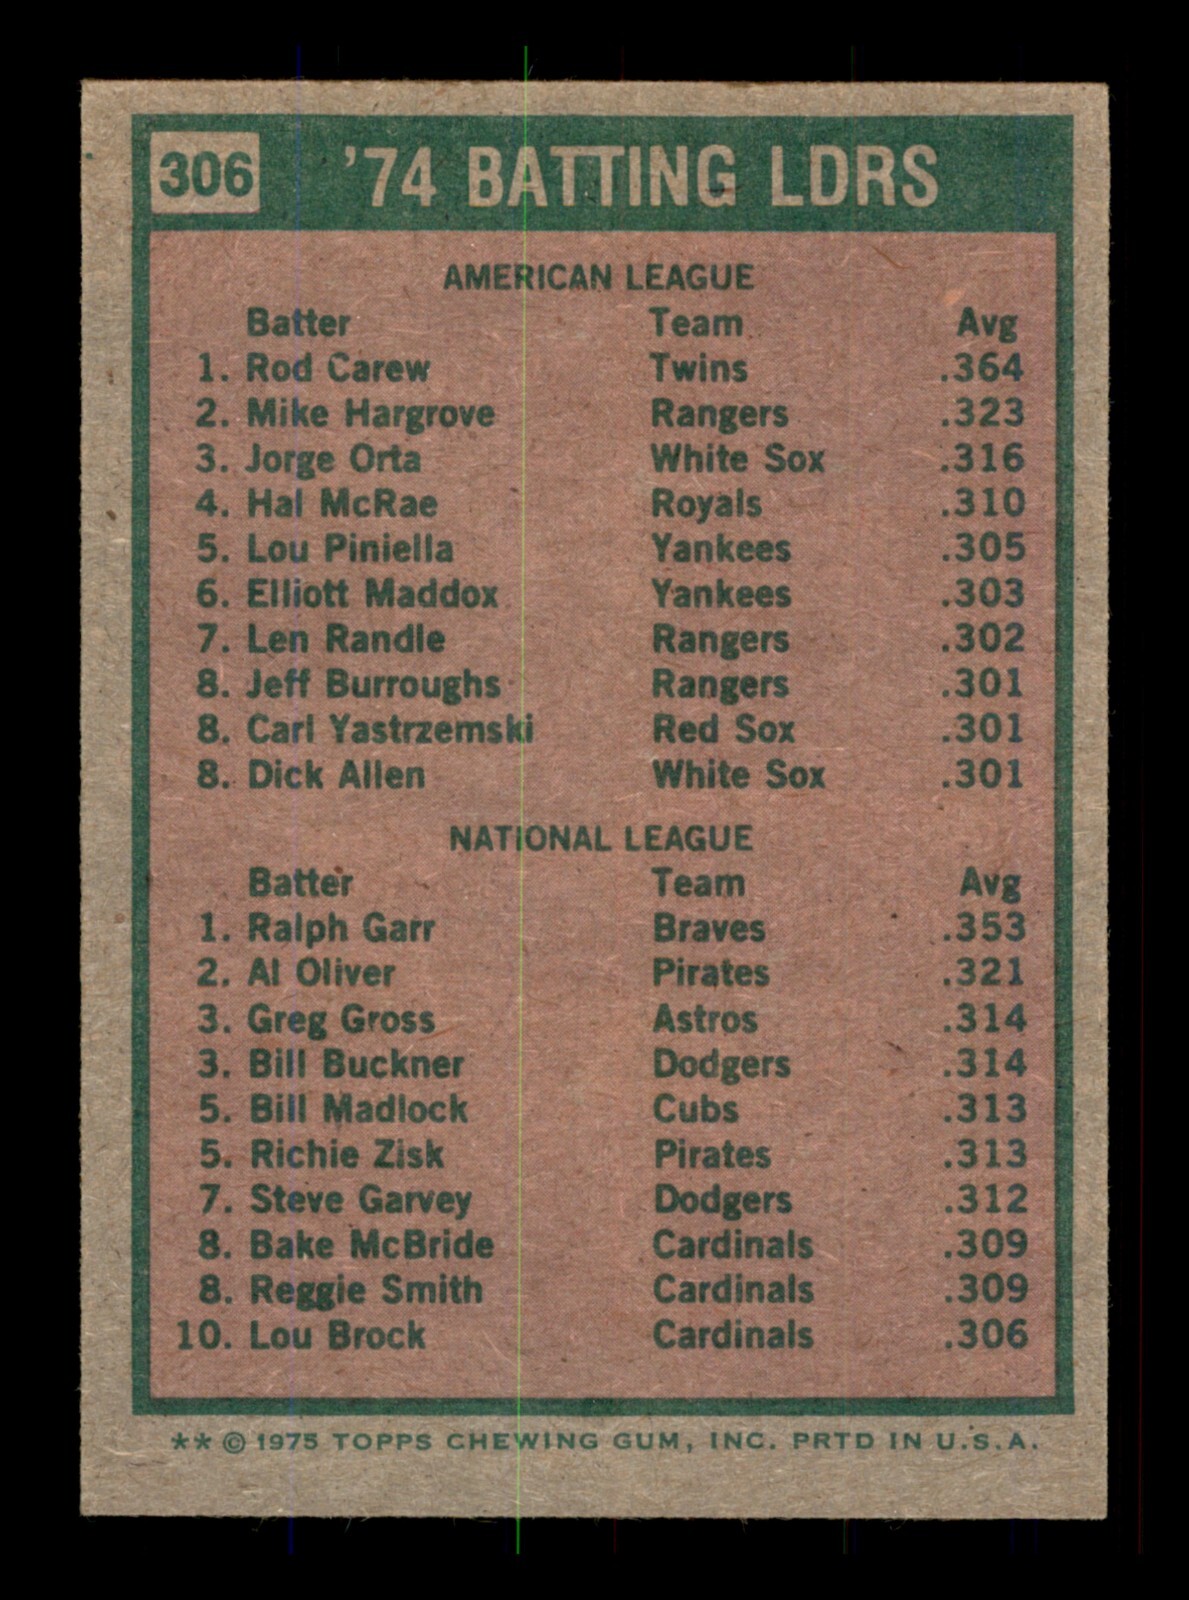 306 '74 BATTING LDRS
AMERICAN LEAGUE
Batter Team Avg
1. Rod Carew Twins .364
2. Mike Hargrove Rangers .323
3. Jorge Orta White Sox .316
4. Hal McRae Royals .310
5. Lou Piniella Yankees .305
6. Elliott Maddox Yankees .303
7. Len Randle Rangers .302
8. Jeff Burroughs Rangers .301
8. Carl Yastrzemski Red Sox .301
8. Dick Allen White Sox .301
NATIONAL LEAGUE
Batter Team Avg
1. Ralph Garr Braves .353
2. Al Oliver Pirates .321
3. Greg Gross Astros .314
3. Bill Buckner Dodgers .314
5. Bill Madlock Cubs .313
5. Richie Zisk Pirates .313
7. Steve Garvey Dodgers .312
8. Bake McBride Cardinals .309
8. Reggie Smith Cardinals .309
10. Lou Brock Cardinals .306
** © 1975 TOPPS CHEWING GUM, INC. PRTD IN U.S.A.